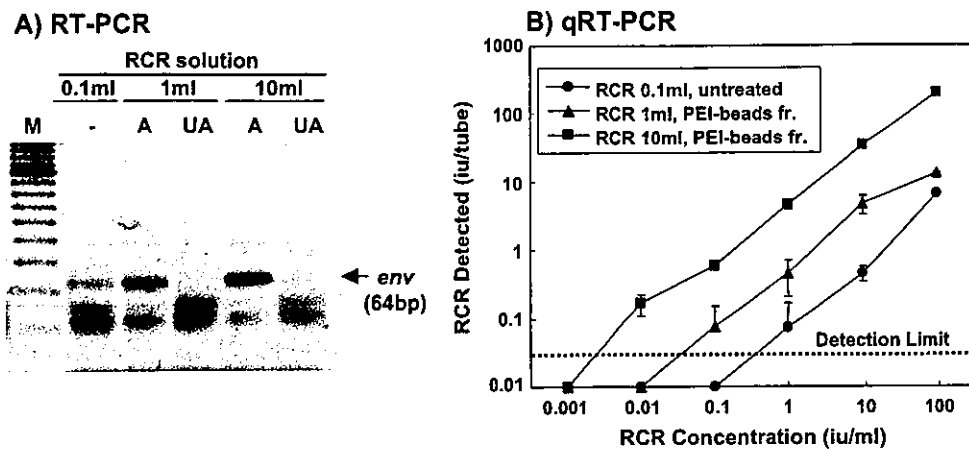 A) RT-PCR
RCR solution
0.1ml 1ml 10ml
M - A UA A UA
env
(64bp)
B) qRT-PCR
RCR Detected (iu/tube)
1000
100
10
1
0.1
0.01
RCR 0.1ml, untreated
RCR 1ml, PEI-beads fr.
RCR 10ml, PEI-beads fr.
Detection Limit
0.001 0.01 0.1 1 10 100
RCR Concentration (iu/ml)